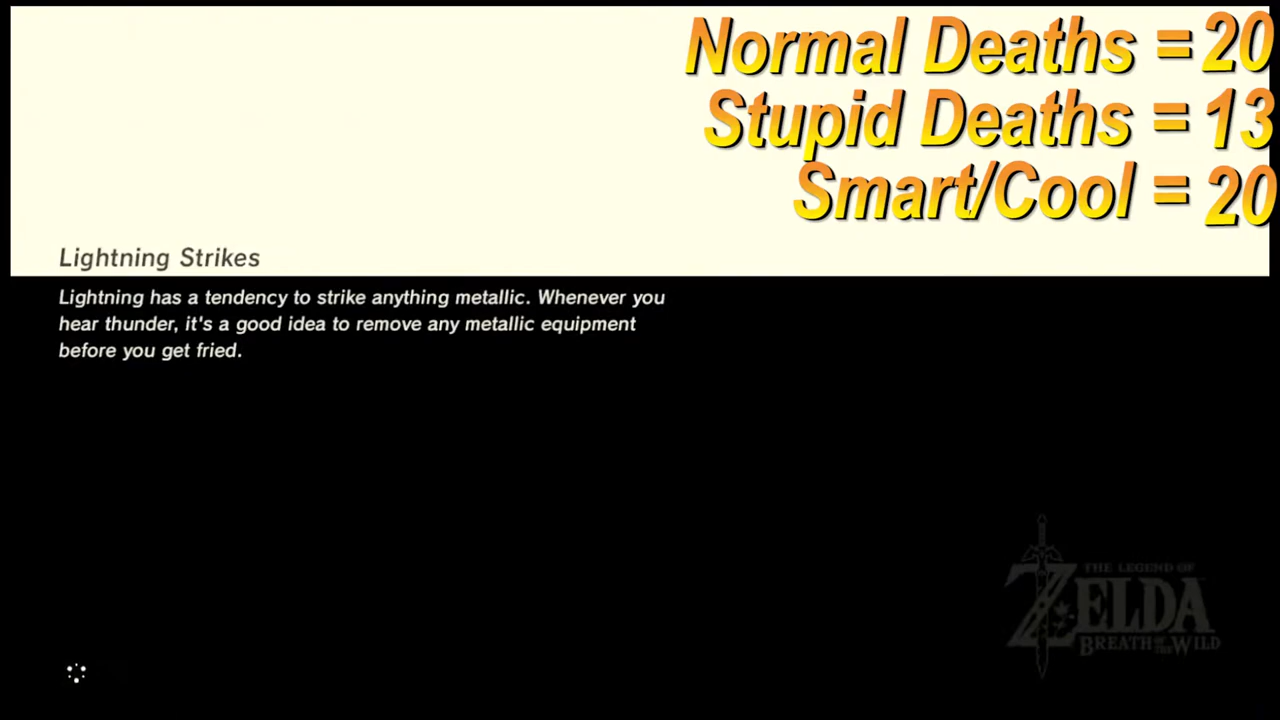 Normal Deaths = 20
Stupid Deaths = 13
Smart/Cool = 20
Lightning Strikes
Lightning has a tendency to strike anything metallic. Whenever you
hear thunder, it's a good idea to remove any metallic equipment
before you get fried.
THE LEGEND OF
ZELDA
BREATH OF THE WILD